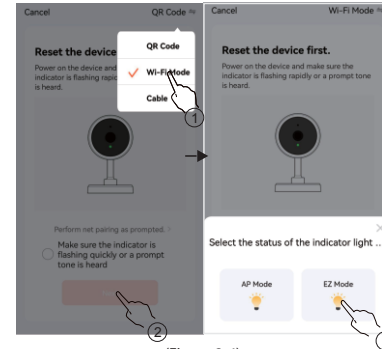 Cancel
QR Code
QR Code
Wi-Fi Mode
Cable
1
Reset the device
Power on the device and
indicator is flashing
is heard.
Perform net pairing as prompted.
Make sure the indicator is
flashing quickly or a prompt
tone is heard
2
Cancel
Wi-Fi Mode
Reset the device first.
Power on the device and make sure the
indicator is flashing rapidly or a prompt tone
is heard.
Select the status of the indicator light ...
AP Mode
EZ Mode